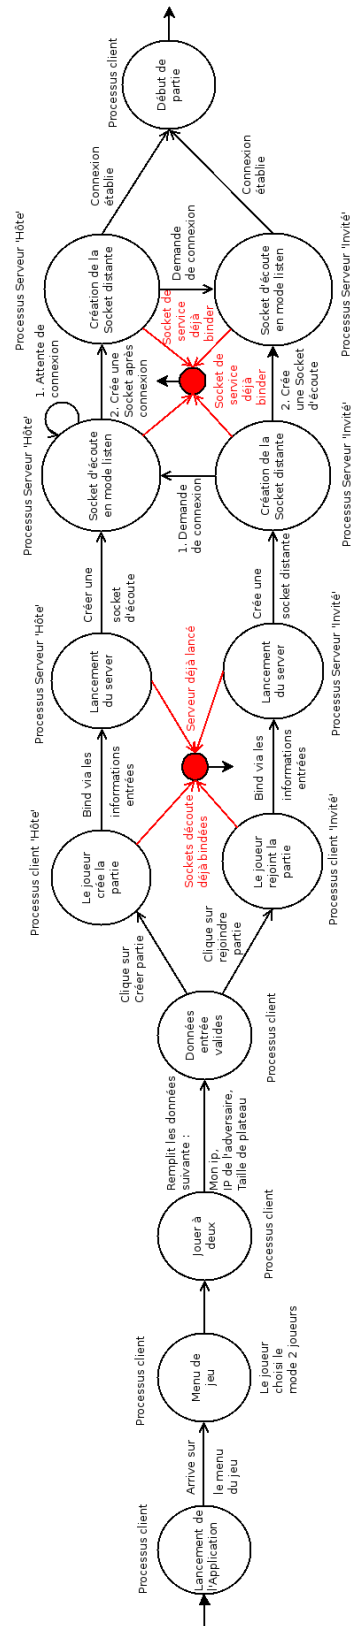 Processus client
Lancement de
l'Application
Arrive sur
le menu
du jeu
Processus client
Menu de
jeu
Le joueur
choisi le
mode 2 joueurs
Jouer à
deux
Processus client
Remplit les données
suivante :
Mon ip,
IP de l'adversaire,
Taille de plateau
Données
entrée
valides
Processus client
Clique sur
Créer partie
Clique sur
rejoindre
partie
Processus client 'Hôte'
Le joueur
crée la
partie
Le joueur
rejoint la
partie
Processus client 'Invité'
Sockets découte
déjà bindées
Bind via les
informations
entrées
Bind via les
informations
entrées
Serveur déjà lancé
Processus Serveur 'Hôte'
Lancement
du server
Lancement
du server
Processus Serveur 'Invité'
Créer une
socket
d'écoute
Crée une
socket distante
Processus Serveur 'Hôte'
Socket d'écoute
en mode listen
1. Attente de
connexion
1. Demande
de connexion
Création de la
Socket distante
Processus Serveur 'Invité'
2. Crée une
Socket après
connexion
Socket de
service
déjà
binder
2. Crée
une Socket
d'écoute
Processus Serveur 'Hôte'
Création de la
Socket distante
Socket de
service
déjà
binder
Demande
de connexion
Socket d'écoute
en mode listen
Processus Serveur 'Invité'
Connexion
établie
Connexion
établie
Processus client
Début de
partie